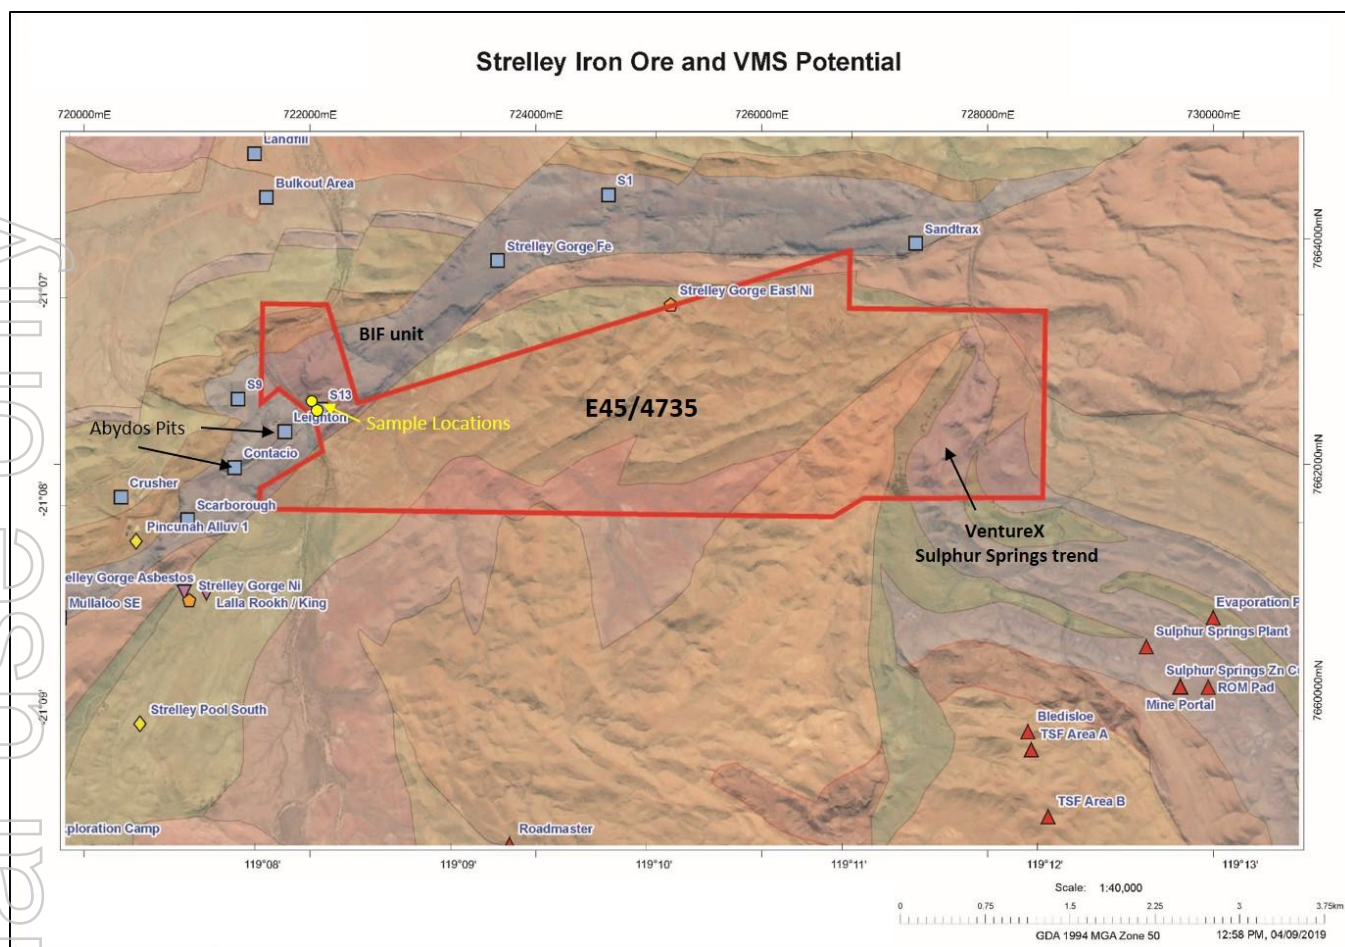 Strelley Iron Ore and VMS Potential
720000mE
722000mE
724000mE
726000mE
728000mE
730000mE
Landfill
Bulkout Area
S1
Sandtrax
Strelley Gorge Fe
7664000mN
-21°07'
Strelley Gorge East Ni
BIF unit
S9
S13
Leighton
Sample Locations
E45/4735
Abydos Pits
Contacio
7662000mN
Crusher
-21°08'
Scarborough
Pincunah Alluv 1
VentureX
Sulphur Springs trend
elley Gorge Asbestos
Strelley Gorge Ni
Mullaloo SE
Lalla Rookh / King
Evaporation P
Sulphur Springs Plant
Sulphur Springs Zn Cu
ROM Pad
Mine Portal
7660000mN
-21°09'
Strelley Pool South
Bledisloe
TSF Area A
TSF Area B
ploration Camp
Roadmaster
119°08'
119°09'
119°10'
119°11'
119°12'
119°13'
Scale: 1:40,000
0 0.75 1.5 2.25 3 3.75km
GDA 1994 MGA Zone 50
12:58 PM, 04/09/2019